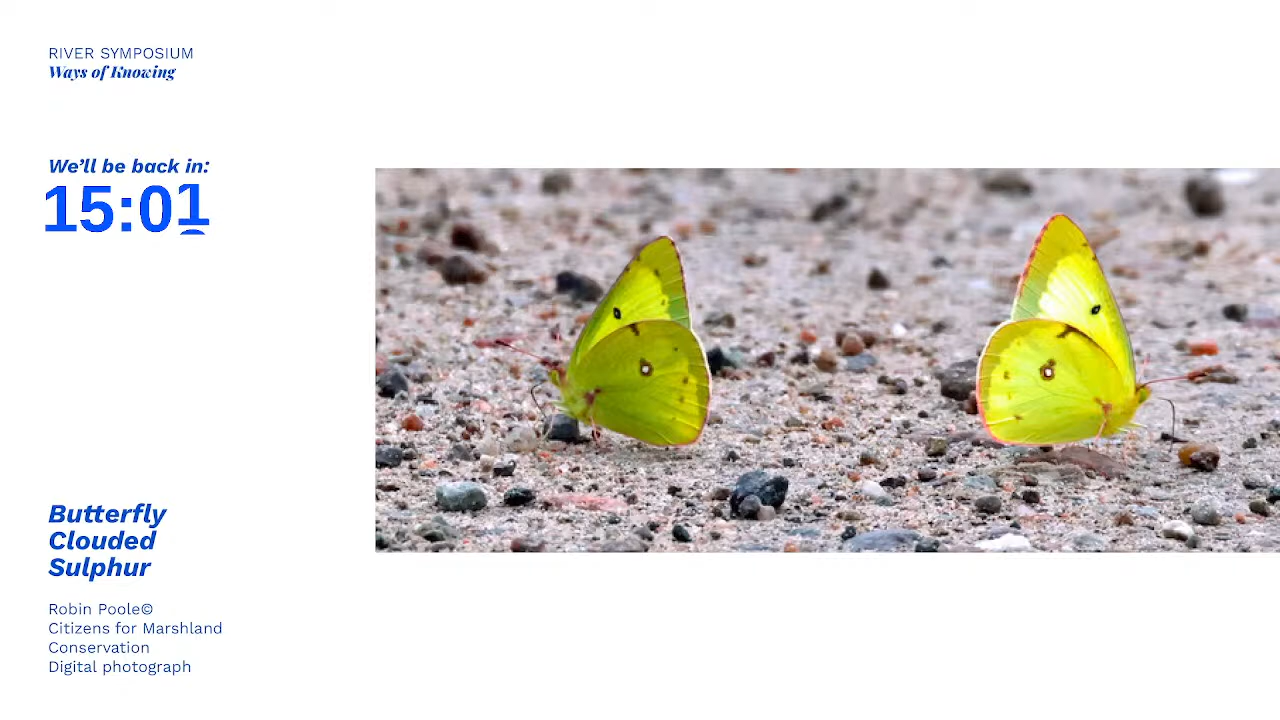 RIVER SYMPOSIUM
Ways of Knowing
We’ll be back in:
15:01
Butterfly
Clouded
Sulphur
Robin Poole©
Citizens for Marshland
Conservation
Digital photograph